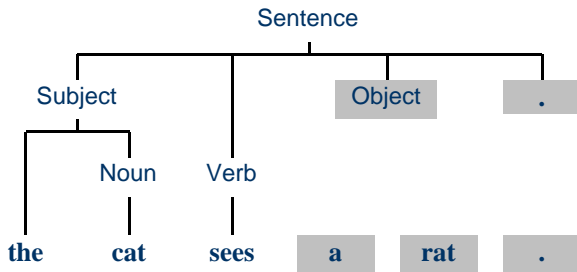 Sentence
Subject Object .
Noun Verb
the cat sees a rat .